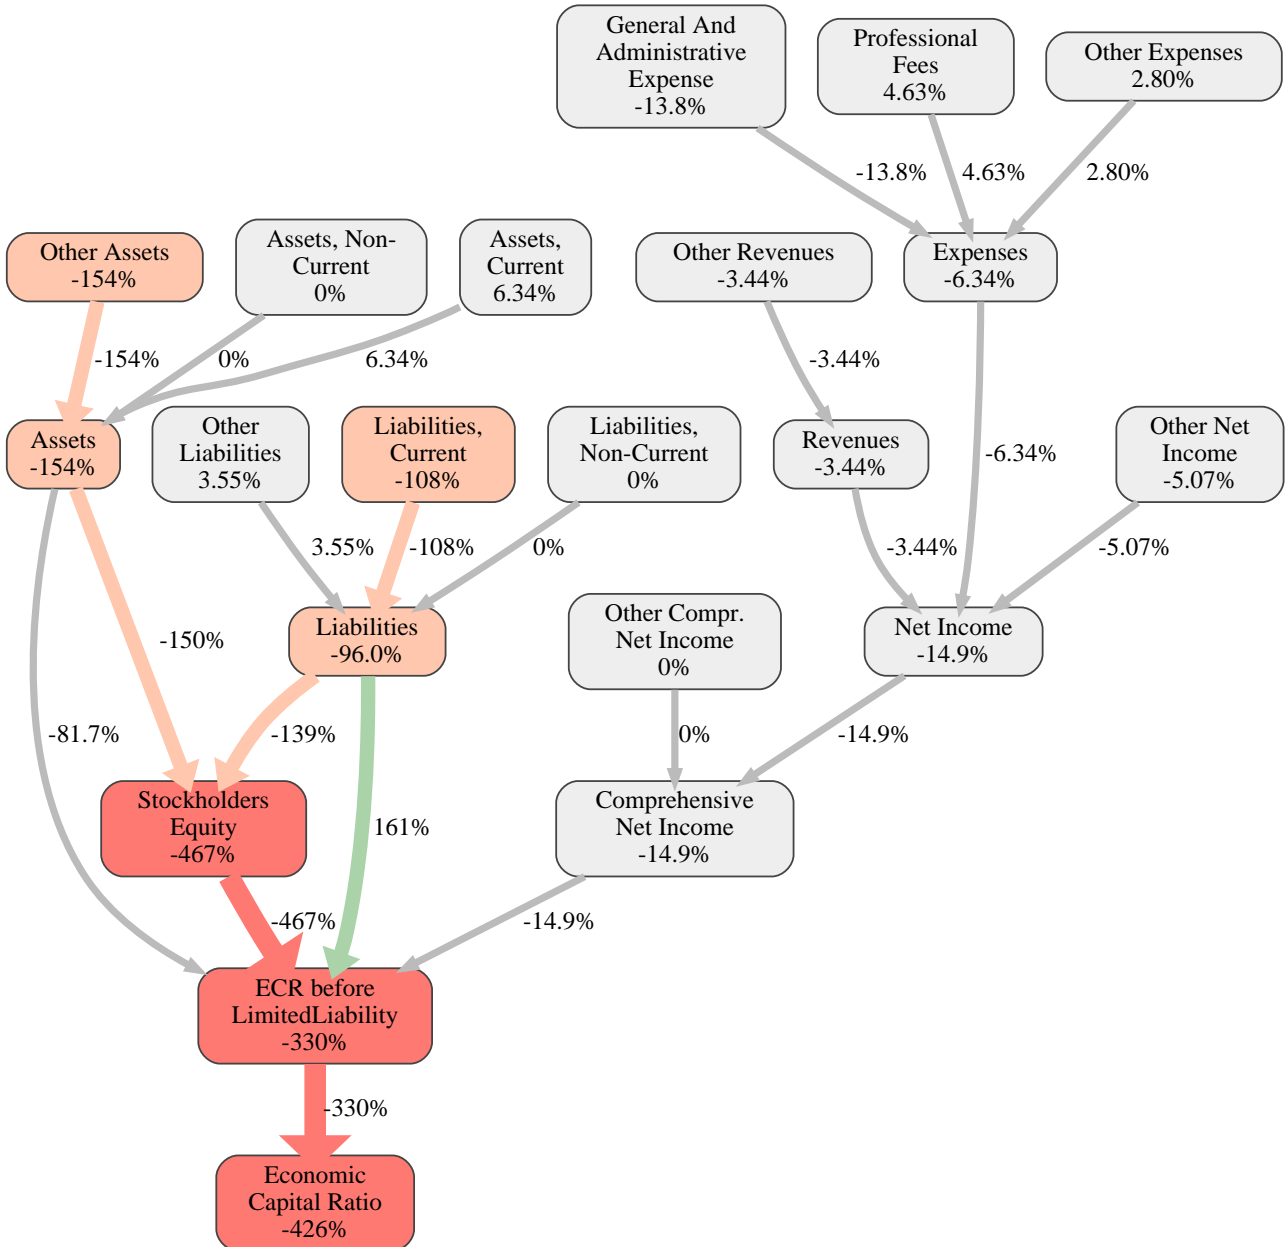 General And
Administrative
Expense
-13.8%
Professional
Fees
4.63%
Other Expenses
2.80%
-13.8%
4.63%
2.80%
Other Assets
-154%
Assets, Non-
Current
0%
Assets,
Current
6.34%
Other Revenues
-3.44%
Expenses
-6.34%
-154%
0%
6.34%
-3.44%
Assets
-154%
Other
Liabilities
3.55%
Liabilities,
Current
-108%
Liabilities,
Non-Current
0%
Revenues
-3.44%
-6.34%
Other Net
Income
-5.07%
3.55%
-108%
0%
-3.44%
-5.07%
-150%
Liabilities
-96.0%
Other Compr.
Net Income
0%
Net Income
-14.9%
-81.7%
-139%
0%
-14.9%
Stockholders
Equity
-467%
161%
Comprehensive
Net Income
-14.9%
-467%
-14.9%
ECR before
LimitedLiability
-330%
-330%
Economic
Capital Ratio
-426%